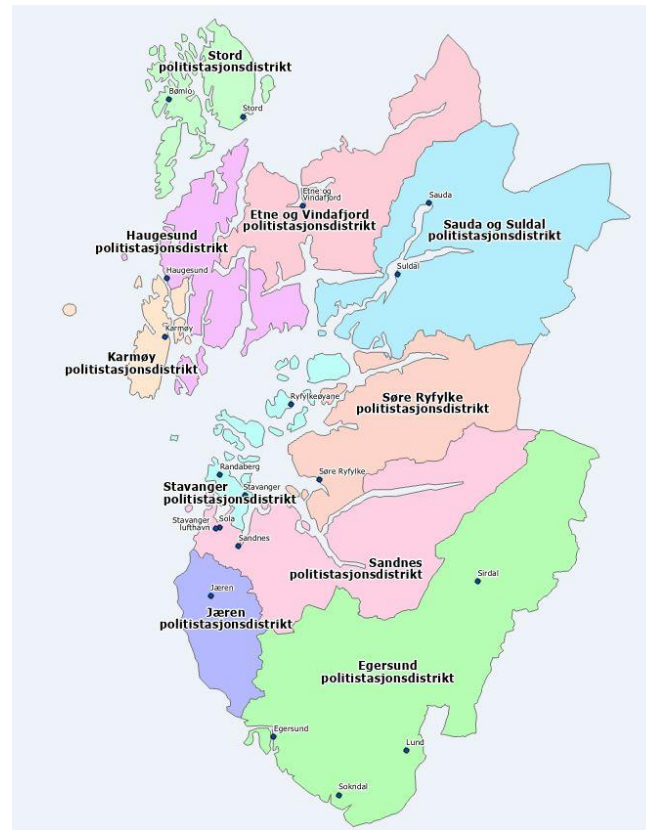 Stord
politistasjonsdistrikt
Bømlo
Stord
Etne og
Vindafjord
Etne og Vindafjord
politistasjonsdistrikt
Sauda
Sauda og Suldal
politistasjonsdistrikt
Haugesund
politistasjonsdistrikt
Haugesund
Suldal
Karmøy
Karmøy
politistasjonsdistrikt
Ryfylkeøyane
Søre Ryfylke
politistasjonsdistrikt
Randaberg
Søre Ryfylke
Stavanger
Stavanger
politistasjonsdistrikt
Stavanger
lufthavn
Sola
Sandnes
Sandnes
politistasjonsdistrikt
Sirdal
Jæren
Jæren
politistasjonsdistrikt
Egersund
politistasjonsdistrikt
Egersund
Lund
Sokndal